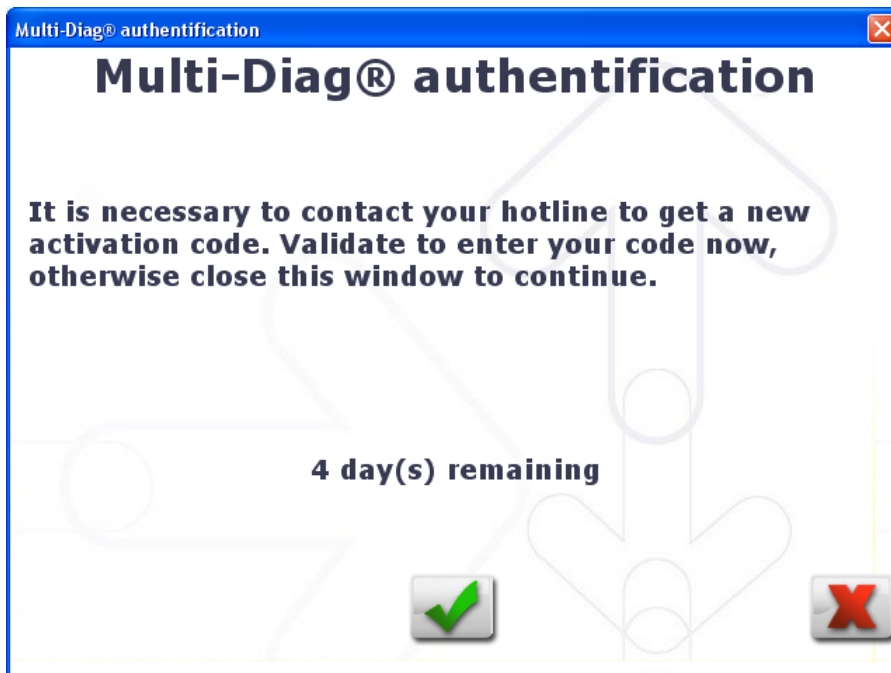 Multi-Diag® authentification
Multi-Diag® authentification
It is necessary to contact your hotline to get a new
activation code. Validate to enter your code now,
otherwise close this window to continue.
4 day(s) remaining